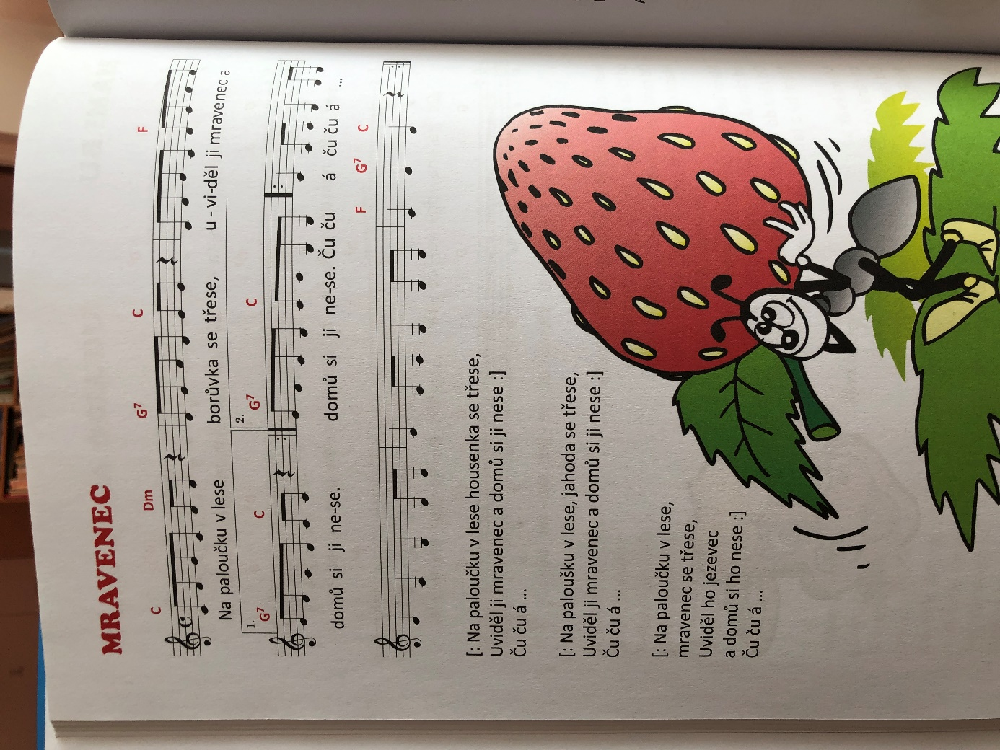 MRAVENEC
C Dm G7 C F
Na paloučku v lese borůvka se třese, u - vi-děl ji mravenec a
1. G7 C 2. G7 C
domů si ji ne-se. domů si ji ne-se. Ču ču á ču ču á ...
F G7 C
[: Na paloučku v lese housenka se třese,
Uviděl ji mravenec a domů si ji nese :]
Ču ču á ...
[: Na paloušku v lese, jahoda se třese,
Uviděl ji mravenec a domů si ji nese :]
Ču ču á ...
[: Na paloučku v lese,
mravenec se třese,
Uviděl ho jezevec
a domů si ho nese :]
Ču ču á ...